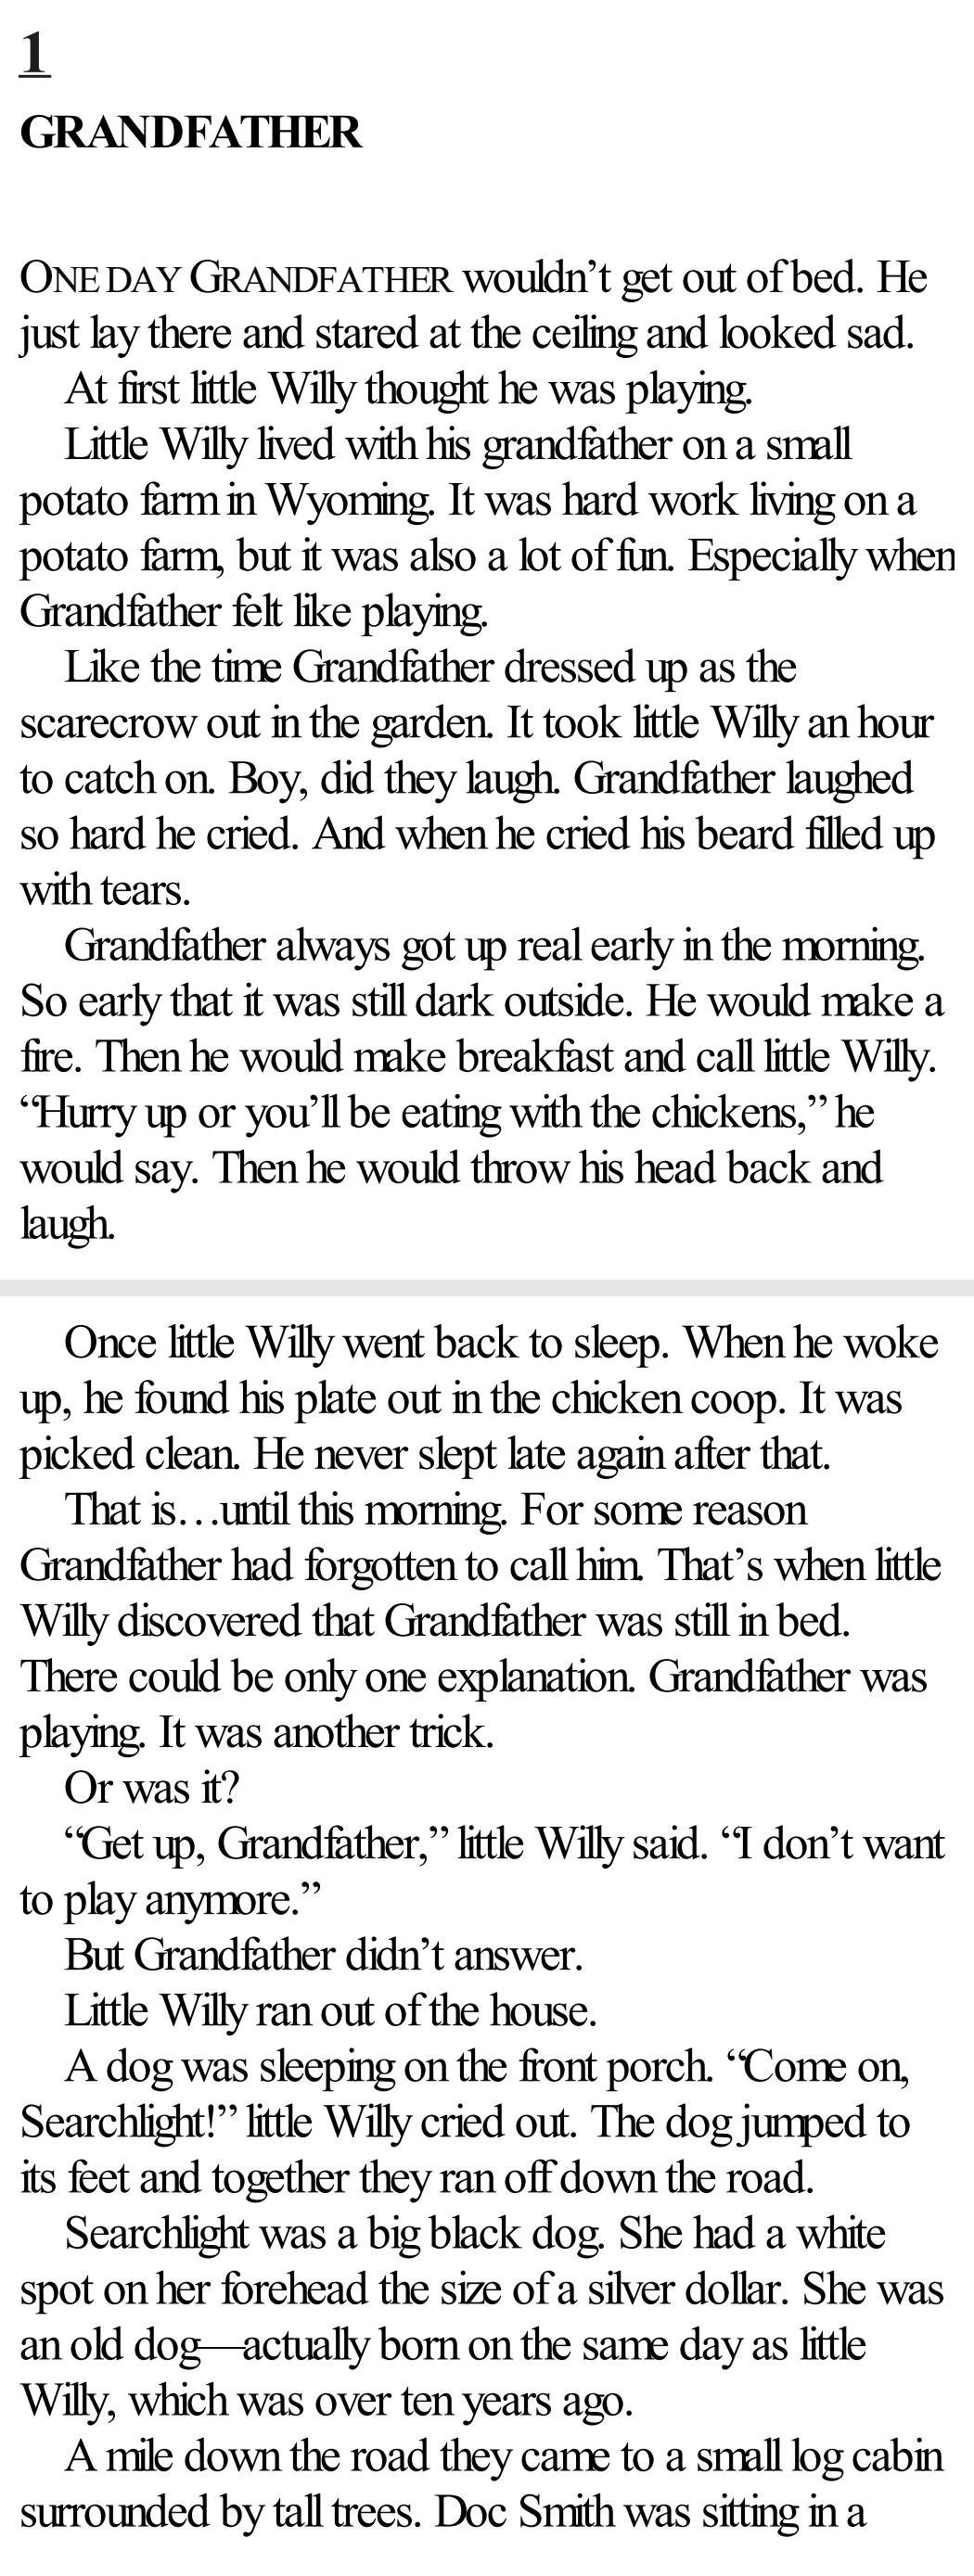 1
GRANDFATHER
ONE DAY GRANDFATHER wouldn’t get out of bed. He
just lay there and stared at the ceiling and looked sad.
At first little Willy thought he was playing.
Little Willy lived with his grandfather on a small
potato farm in Wyoming. It was hard work living on a
potato farm, but it was also a lot of fun. Especially when
Grandfather felt like playing.
Like the time Grandfather dressed up as the
scarecrow out in the garden. It took little Willy an hour
to catch on. Boy, did they laugh. Grandfather laughed
so hard he cried. And when he cried his beard filled up
with tears.
Grandfather always got up real early in the morning.
So early that it was still dark outside. He would make a
fire. Then he would make breakfast and call little Willy.
“Hurry up or you’ll be eating with the chickens,” he
would say. Then he would throw his head back and
laugh.
Once little Willy went back to sleep. When he woke
up, he found his plate out in the chicken coop. It was
picked clean. He never slept late again after that.
That is…until this morning. For some reason
Grandfather had forgotten to call him. That’s when little
Willy discovered that Grandfather was still in bed.
There could be only one explanation. Grandfather was
playing. It was another trick.
Or was it?
“Get up, Grandfather,” little Willy said. “I don’t want
to play anymore.”
But Grandfather didn’t answer.
Little Willy ran out of the house.
A dog was sleeping on the front porch. “Come on,
Searchlight!” little Willy cried out. The dog jumped to
its feet and together they ran off down the road.
Searchlight was a big black dog. She had a white
spot on her forehead the size of a silver dollar. She was
an old dog—actually born on the same day as little
Willy, which was over ten years ago.
A mile down the road they came to a small log cabin
surrounded by tall trees. Doc Smith was sitting in a